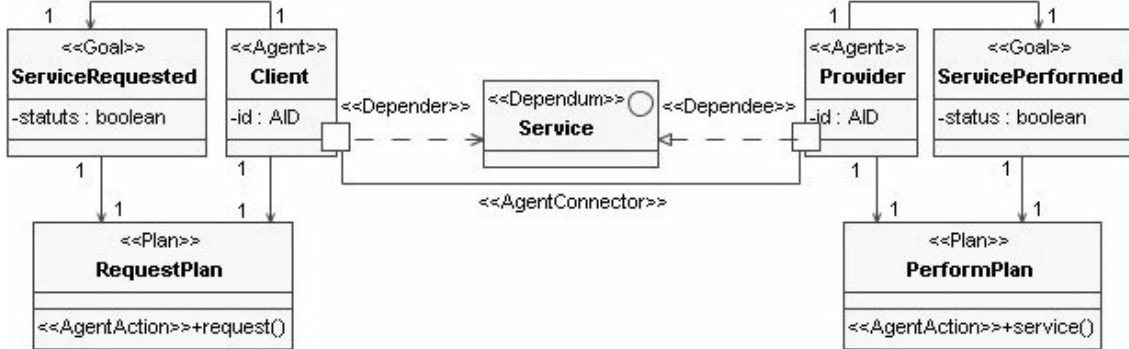 1
1
1
1
<<Goal>>
ServiceRequested
-statuts : boolean
<<Agent>>
Client
-id : AID
<<Depender>>
<<Dependum>>
Service
<<Dependee>>
<<Agent>>
Provider
-id : AID
<<Goal>>
ServicePerformed
-status : boolean
<<AgentConnector>>
1
1
1
1
1
1
1
1
<<Plan>>
RequestPlan
<<AgentAction>>+request()
<<Plan>>
PerformPlan
<<AgentAction>>+service()